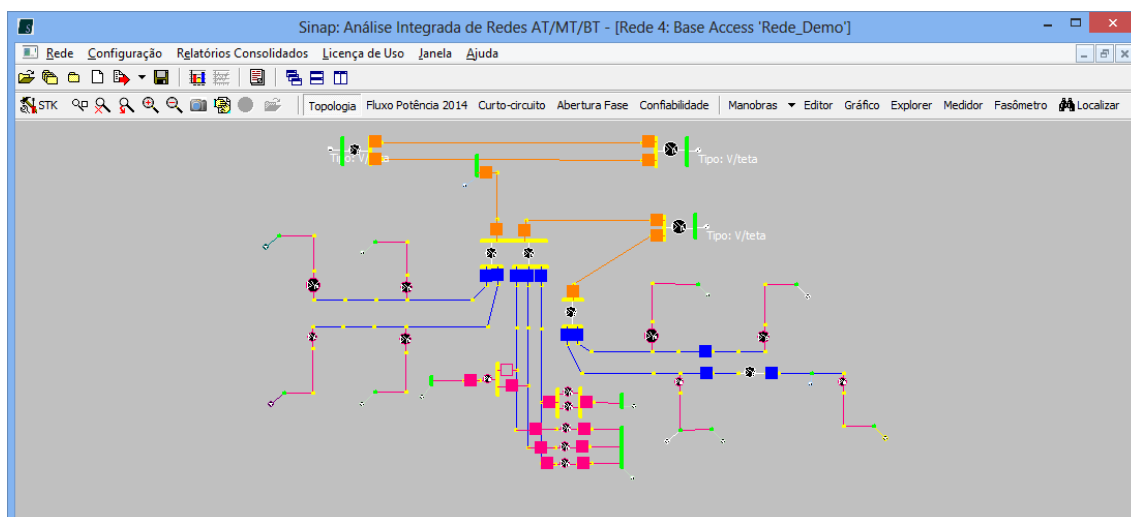 Sinap: Análise Integrada de Redes AT/MT/BT - [Rede 4: Base Access 'Rede_Demo']
Rede Configuração Relatórios Consolidados Licença de Uso Janela Ajuda
STK Topologia Fluxo Potência 2014 Curto-circuito Abertura Fase Confiabilidade Manobras Editor Gráfico Explorer Medidor Fasômetro Localizar
Tipo: V/teta
Tipo: V/teta
Tipo: V/teta